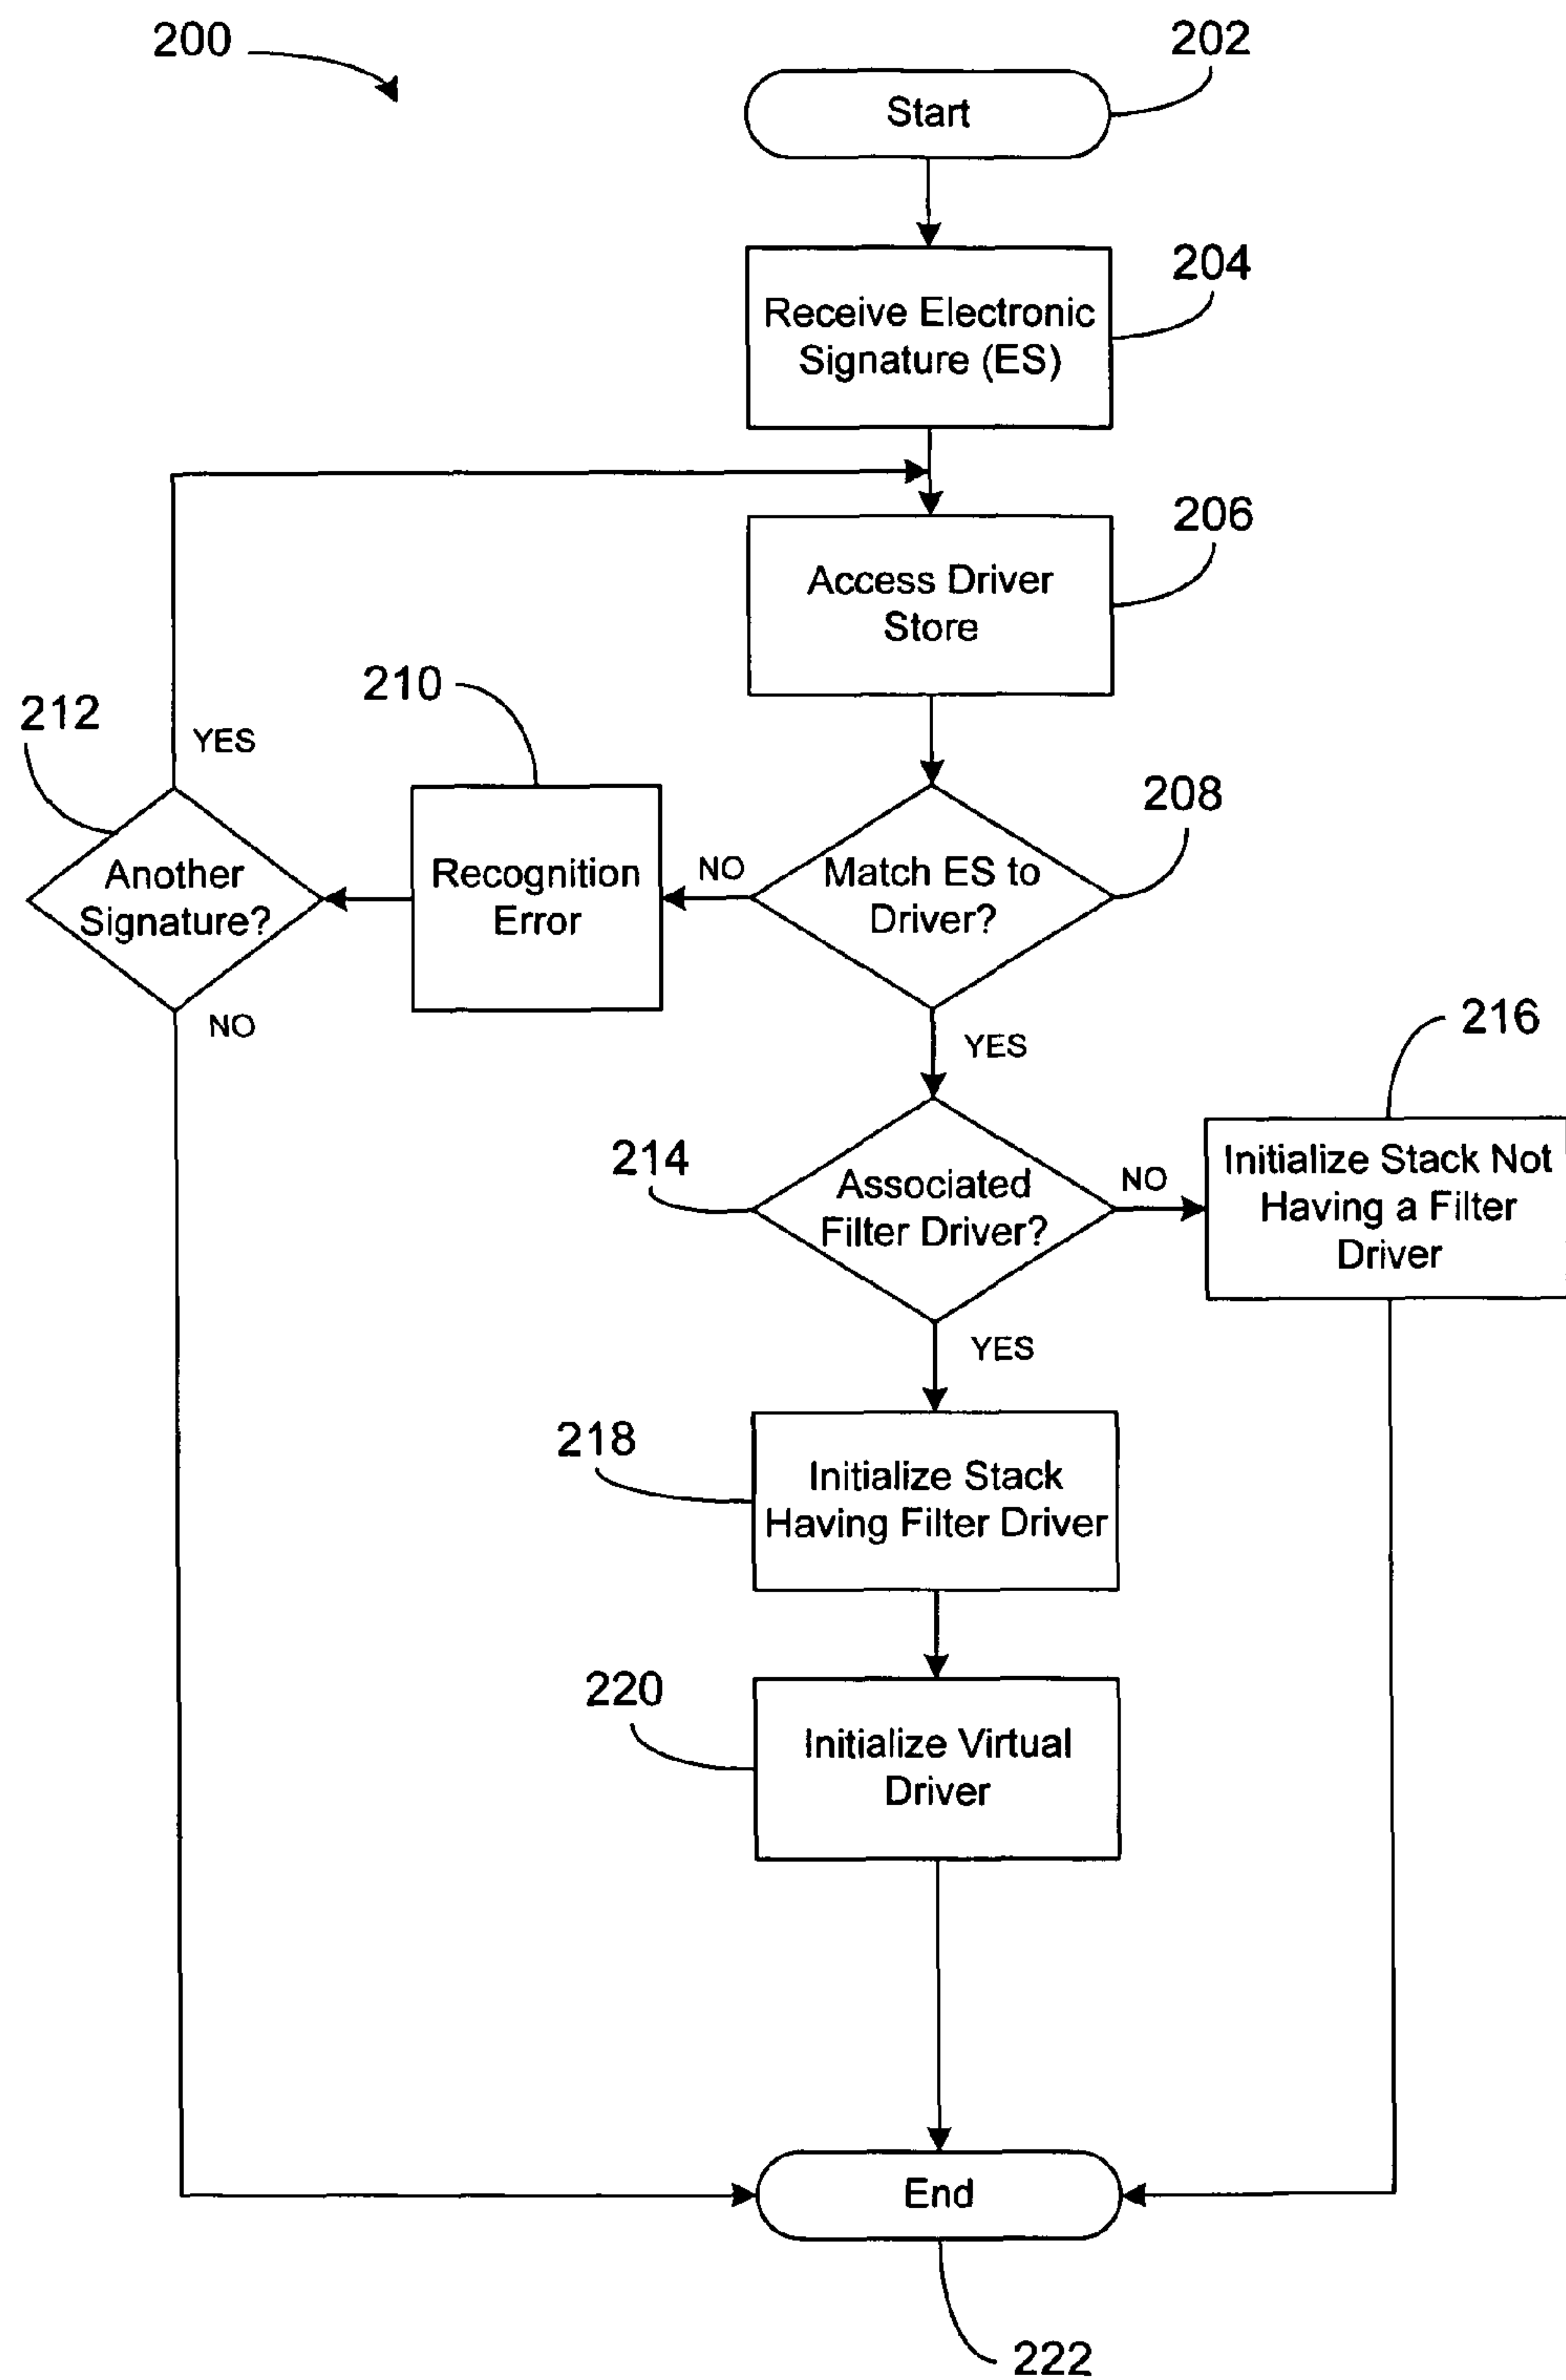 200
202
Start
204
Receive Electronic
Signature (ES)
206
Access Driver
Store
210
212
YES
208
Another
Signature?
Recognition
Error
NO
Match ES to
Driver?
NO
YES
216
214
Associated
Filter Driver?
NO
Initialize Stack Not
Having a Filter
Driver
YES
218
Initialize Stack
Having Filter Driver
220
Initialize Virtual
Driver
End
222